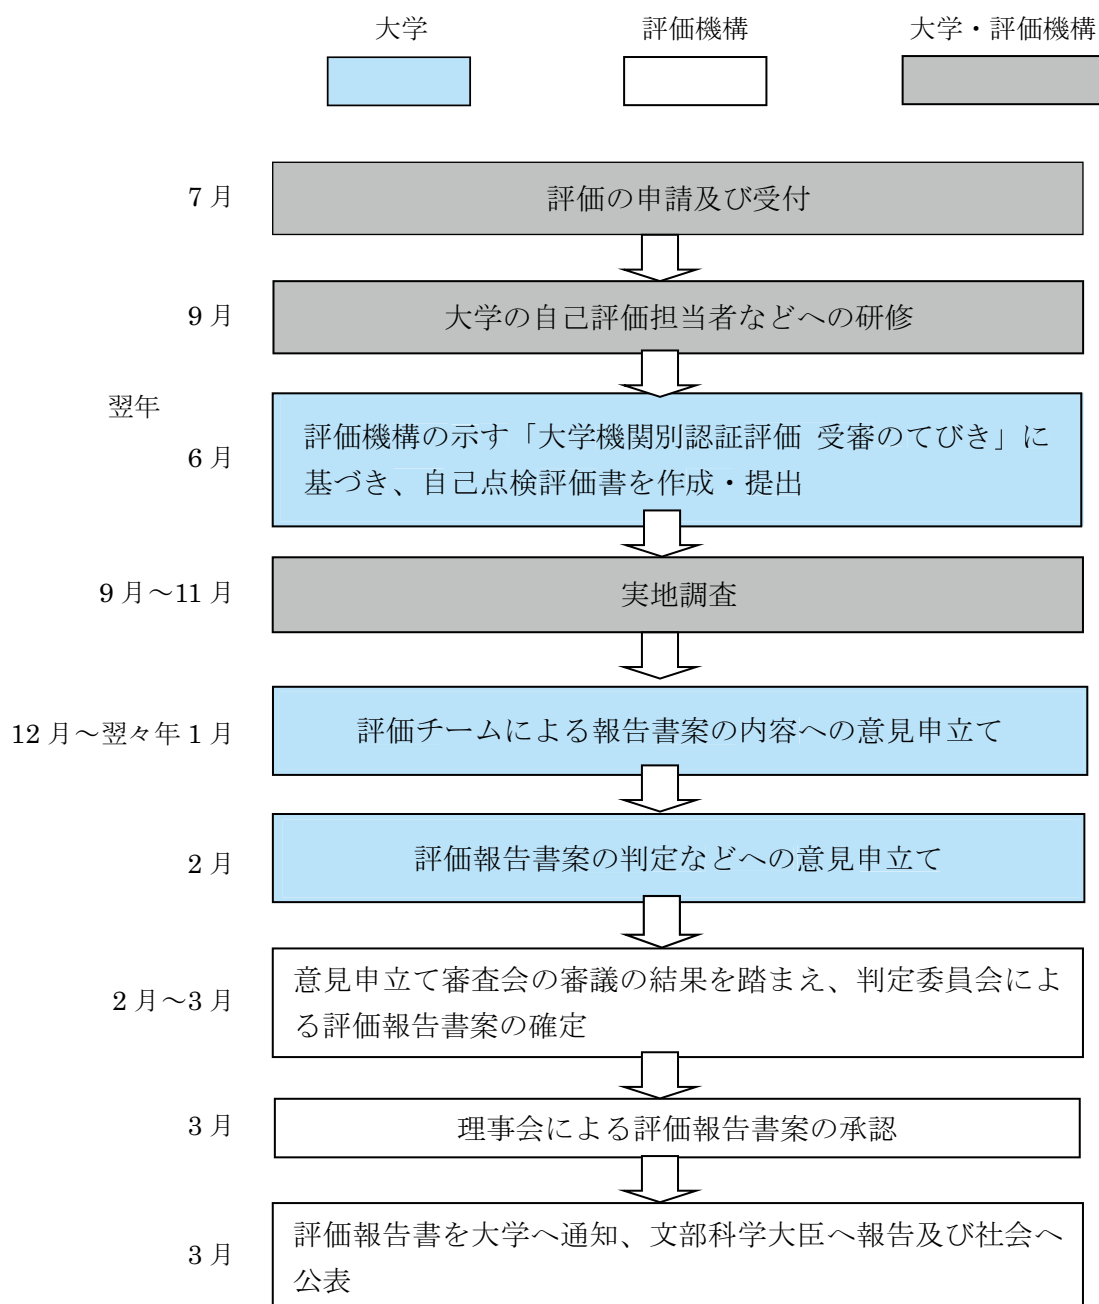 大学 評価機構 大学・評価機構
7月 評価の申請及び受付
9月 大学の自己評価担当者などへの研修
翌年
6月
評価機構の示す「大学機関別認証評価 受審のてびき」に
基づき、自己点検評価書を作成・提出
9月～11月 実地調査
12月～翌々年1月 評価チームによる報告書案の内容への意見申立て
2月 評価報告書案の判定などへの意見申立て
2月～3月
意見申立て審査会の審議の結果を踏まえ、判定委員会によ
る評価報告書案の確定
3月 理事会による評価報告書案の承認
3月
評価報告書を大学へ通知、文部科学大臣へ報告及び社会へ
公表